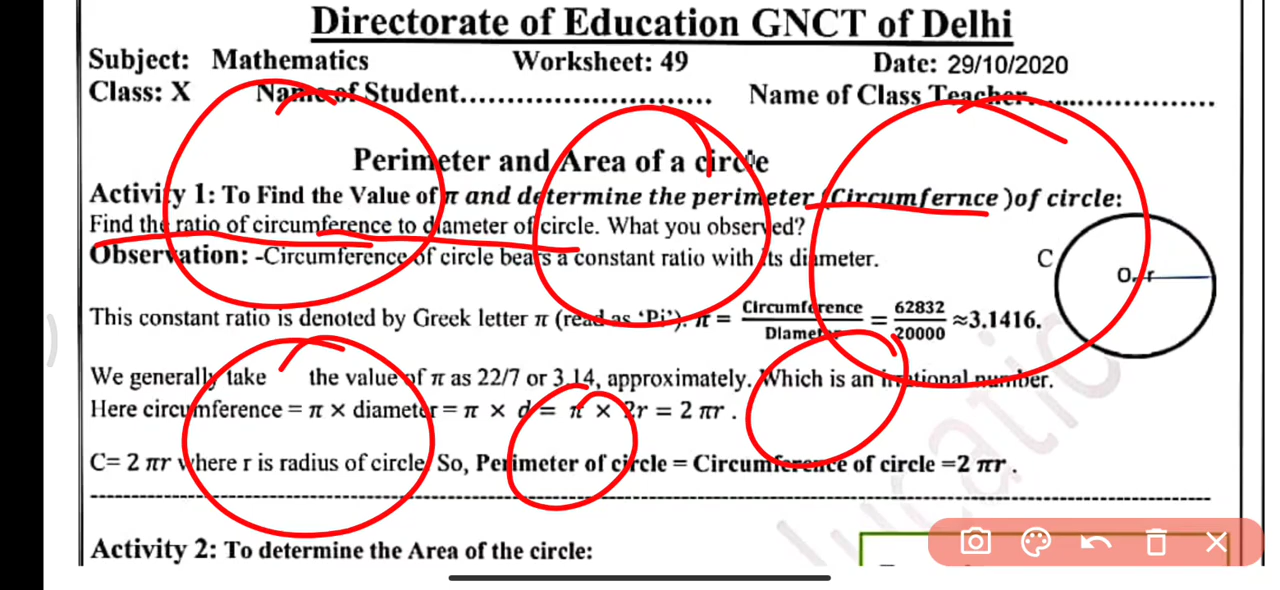 Directorate of Education GNCT of Delhi
Subject: Mathematics Worksheet: 49 Date: 29/10/2020
Class: X Name of Student............................ Name of Class Teacher........................
Perimeter and Area of a circle
Activity 1: To Find the Value of π and determine the perimeter (Circumfernce )of circle:
Find the ratio of circumference to diameter of circle. What you observed?
Observation: -Circumference of circle bears a constant ratio with its diameter.
C
O r
This constant ratio is denoted by Greek letter π (read as ‘Pi’). π = Circumference / Diameter = 62832 / 20000 ≈3.1416.
We generally take the value of π as 22/7 or 3.14, approximately. Which is an irrational number.
Here circumference = π × diameter = π × d = π × 2r = 2 πr .
C= 2 πr where r is radius of circle. So, Perimeter of circle = Circumference of circle =2 πr .
Activity 2: To determine the Area of the circle: